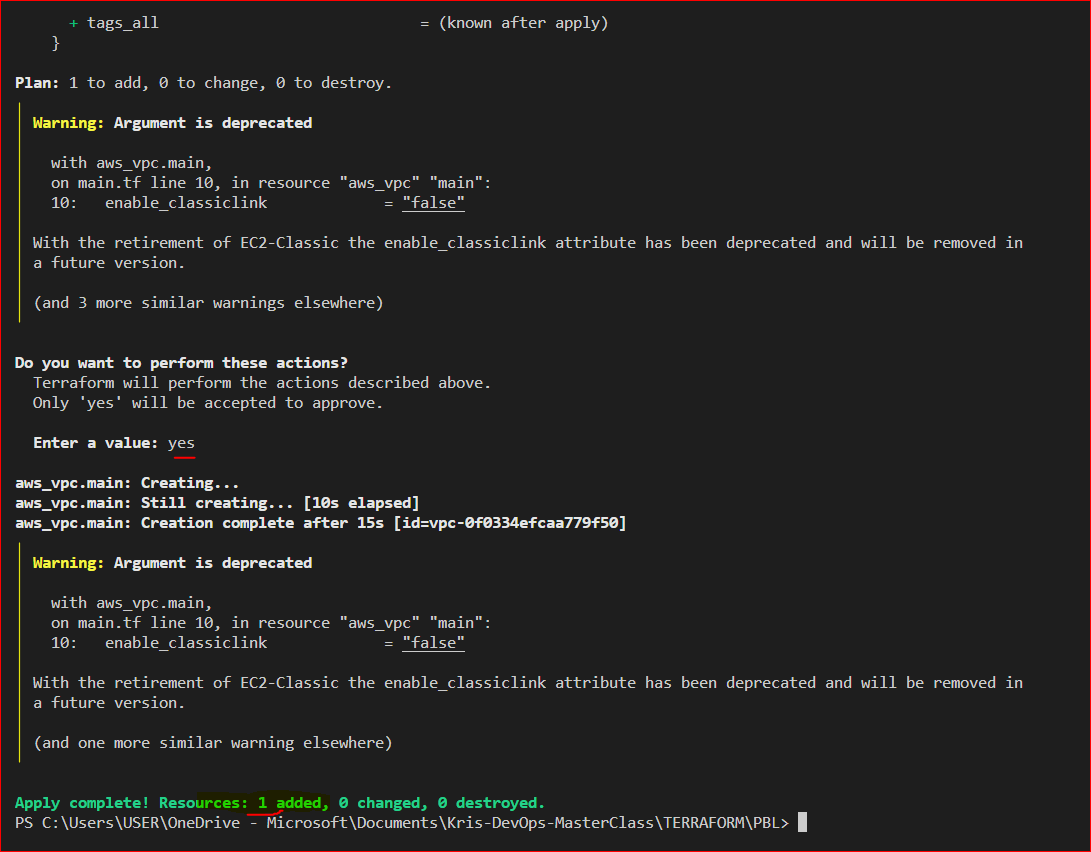 + tags_all = (known after apply)
}
Plan: 1 to add, 0 to change, 0 to destroy.
Warning: Argument is deprecated
with aws_vpc.main,
on main.tf line 10, in resource "aws_vpc" "main":
10: enable_classiclink = "false"
With the retirement of EC2-Classic the enable_classiclink attribute has been deprecated and will be removed in
a future version.
(and 3 more similar warnings elsewhere)
Do you want to perform these actions?
Terraform will perform the actions described above.
Only 'yes' will be accepted to approve.
Enter a value: yes
aws_vpc.main: Creating...
aws_vpc.main: Still creating... [10s elapsed]
aws_vpc.main: Creation complete after 15s [id=vpc-0f0334efcaa779f50]
Warning: Argument is deprecated
with aws_vpc.main,
on main.tf line 10, in resource "aws_vpc" "main":
10: enable_classiclink = "false"
With the retirement of EC2-Classic the enable_classiclink attribute has been deprecated and will be removed in
a future version.
(and one more similar warning elsewhere)
Apply complete! Resources: 1 added, 0 changed, 0 destroyed.
PS C:\Users\USER\OneDrive - Microsoft\Documents\Kris-DevOps-MasterClass\TERRAFORM\PBL>